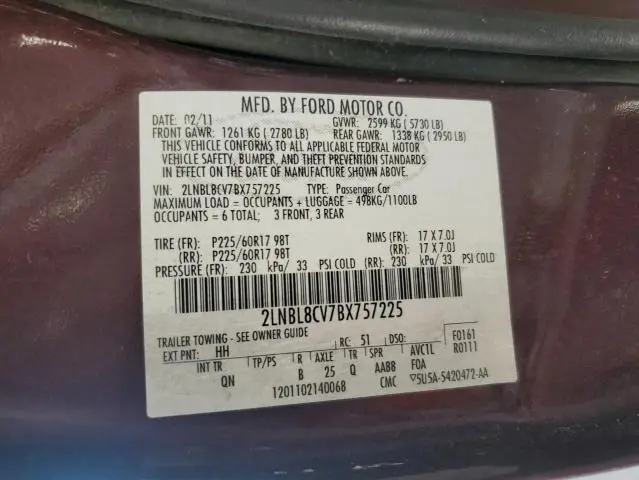 MFD. BY FORD MOTOR CO.
DATE: 02/11 GVWR: 2599 KG ( 5730 LB)
FRONT GAWR: 1261 KG ( 2780 LB) REAR GAWR: 1338 KG ( 2950 LB)
THIS VEHICLE CONFORMS TO ALL APPLICABLE FEDERAL MOTOR
VEHICLE SAFETY, BUMPER, AND THEFT PREVENTION STANDARDS
IN EFFECT ON THE DATE OF MANUFACTURE SHOWN ABOVE.
VIN: 2LNBL8CV7BX757225 TYPE: Passenger Car
MAXIMUM LOAD = OCCUPANTS + LUGGAGE = 498KG/1100LB
OCCUPANTS = 6 TOTAL; 3 FRONT, 3 REAR
TIRE (FR): P225/60R17 98T RIMS (FR): 17 X 7.0J
(RR): P225/60R17 98T (RR): 17 X 7.0J
PRESSURE (FR): 230 kPa/ 33 PSI COLD (RR): 230 kPa/ 33 PSI COLD
2LNBL8CV7BX757225
TRAILER TOWING - SEE OWNER GUIDE
EXT PNT: HH RC: 51 DSO: F0161
INT TR TP/PS R AXLE TR SPR AVC1L R0111
QN B 25 Q AA88 FOA
1201102140068 CMC 5U5A-5420472-AA